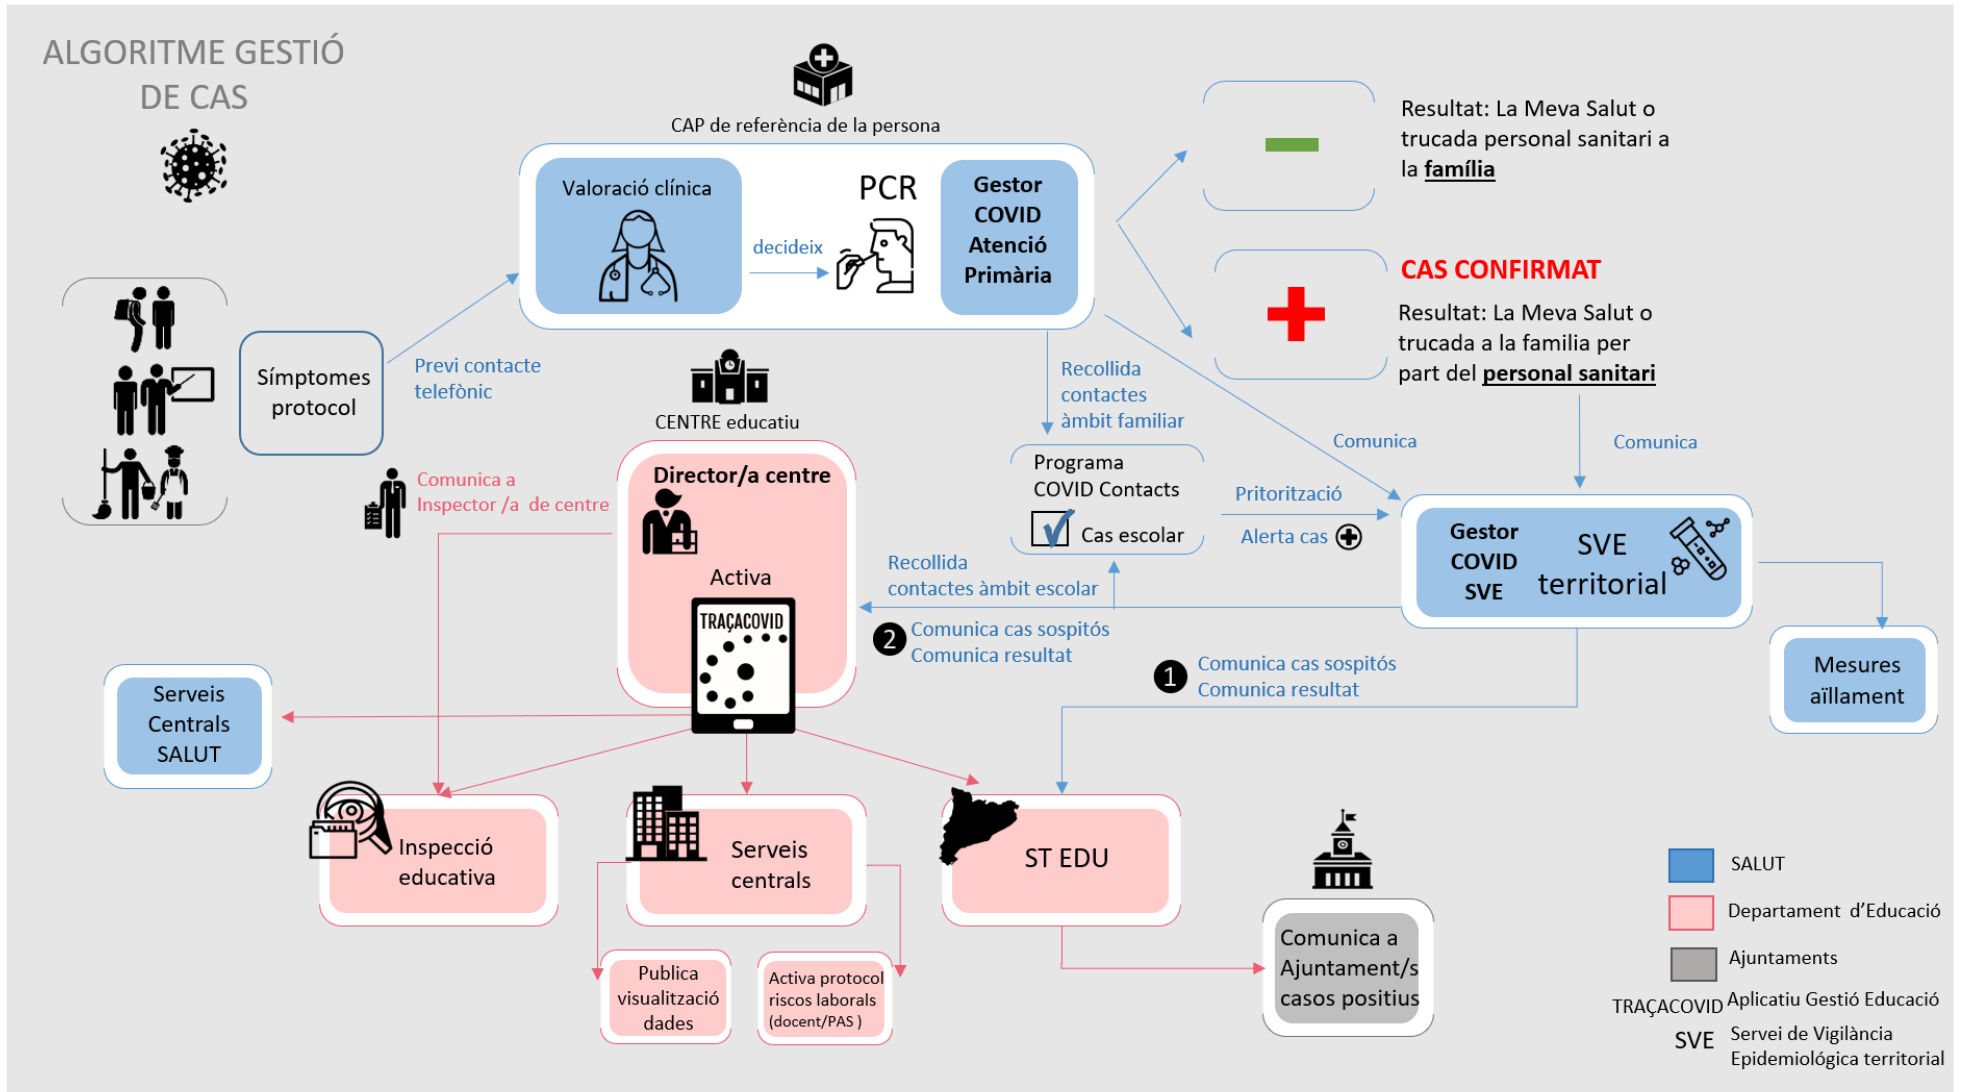 ALGORITME GESTIÓ
DE CAS
CAP de referència de la persona
Valoració clínica
decideix
PCR
Gestor
COVID
Atenció
Primària
Resultat: La Meva Salut o
trucada personal sanitari a
la família
CAS CONFIRMAT
Resultat: La Meva Salut o
trucada a la familia per
part del personal sanitari
Símptomes
protocol
Previ contacte
telefònic
CENTRE educatiu
Recollida
contactes
àmbit familiar
Comunica
Comunica
Comunica a
Inspector /a de centre
Director/a centre
Activa
TRAÇACOVID
Programa
COVID Contacts
Cas escolar
Pritorització
Alerta cas
Gestor
COVID
SVE
SVE
territorial
Recollida
contactes àmbit escolar
2
Comunica cas sospitós
Comunica resultat
1
Comunica cas sospitós
Comunica resultat
Mesures
aïllament
Serveis
Centrals
SALUT
Inspecció
educativa
Serveis
centrals
ST EDU
Publica
visualització
dades
Activa protocol
riscos laborals
(docent/PAS )
Comunica a
Ajuntament/s
casos positius
SALUT
Departament d'Educació
Ajuntaments
TRAÇACOVID Aplicatiu Gestió Educació
SVE Servei de Vigilància
Epidemiológica territorial